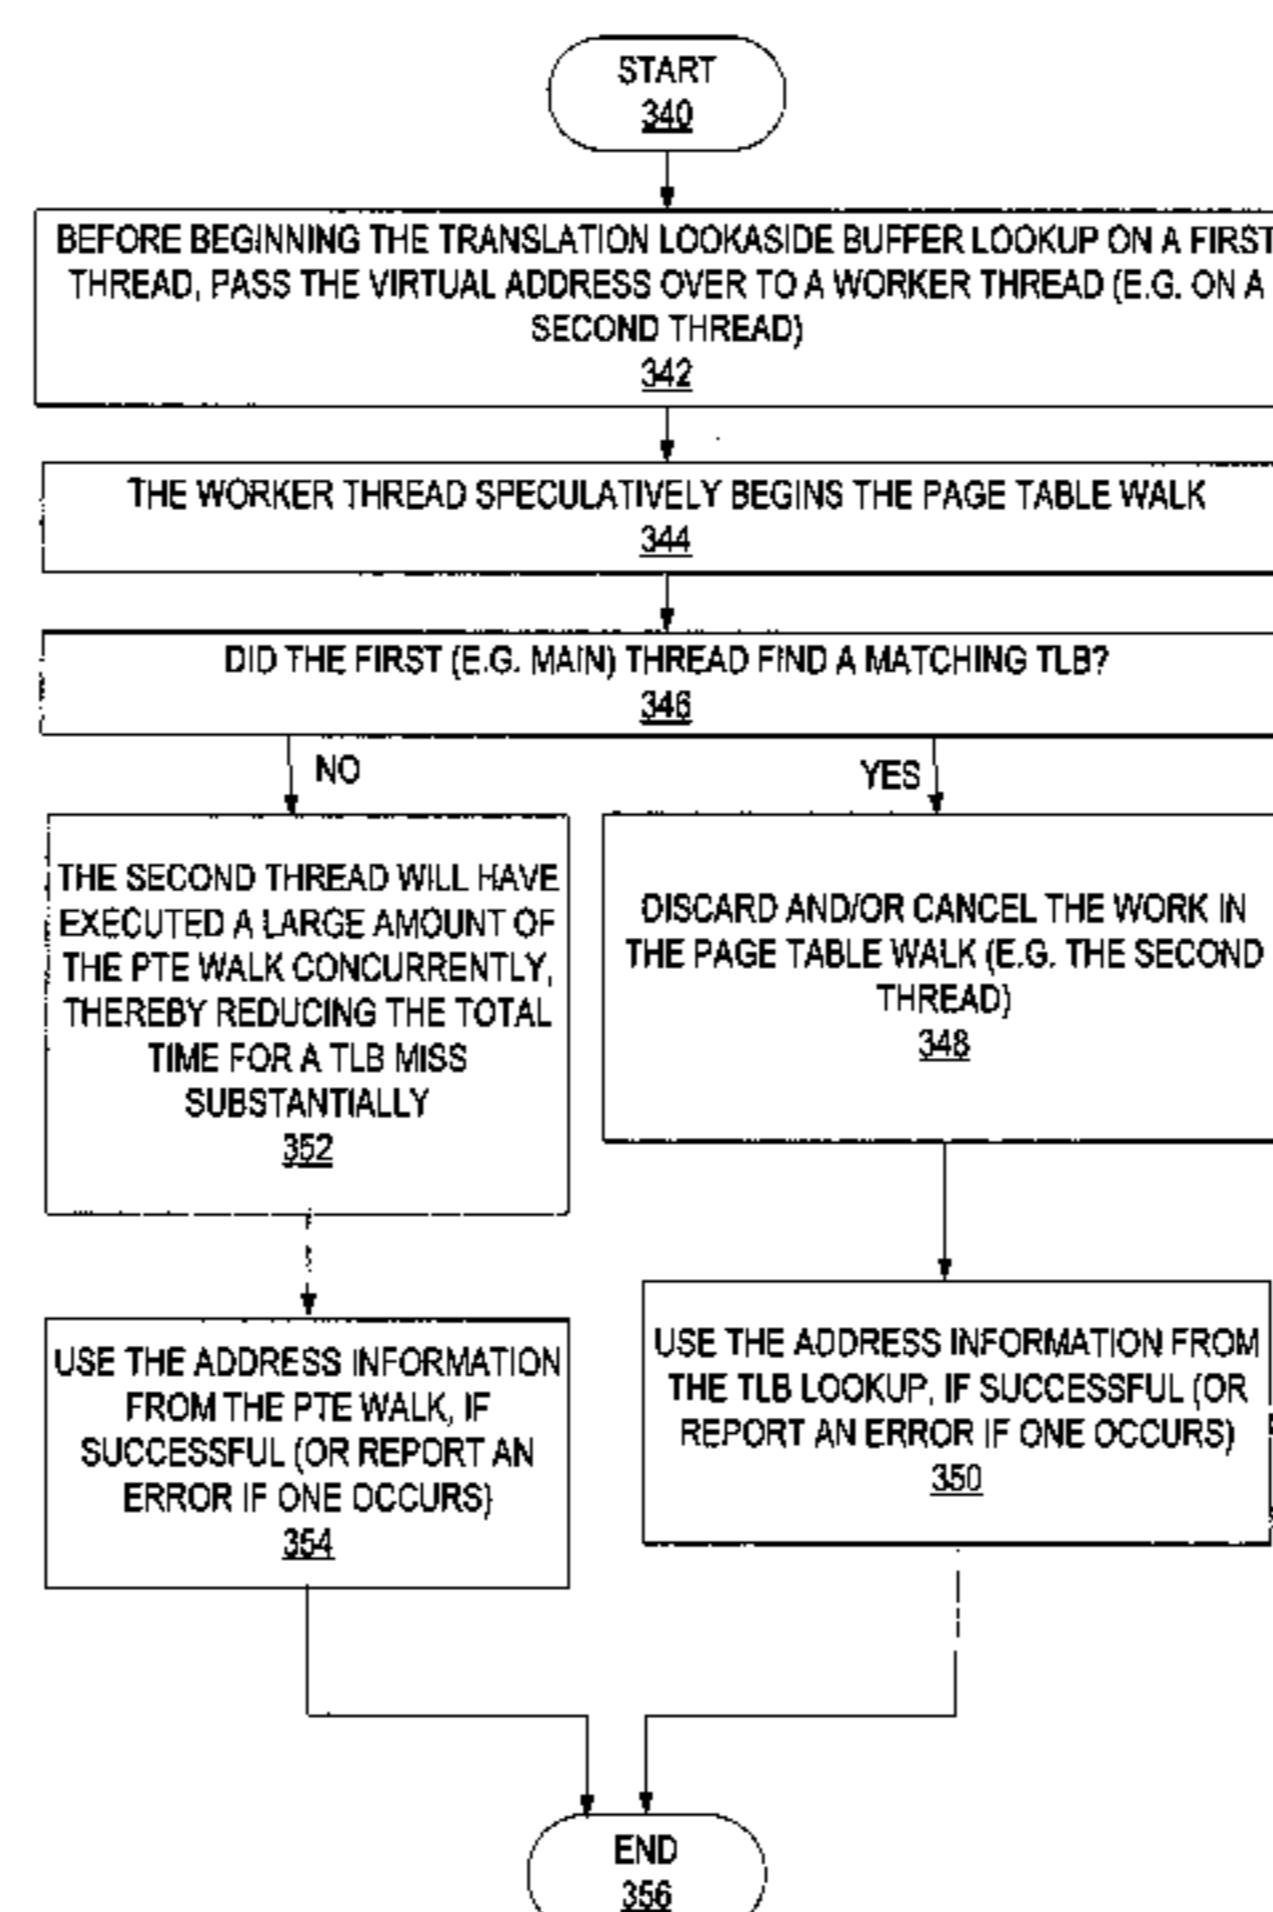 START
340
BEFORE BEGINNING THE TRANSLATION LOOKASIDE BUFFER LOOKUP ON A FIRST
THREAD, PASS THE VIRTUAL ADDRESS OVER TO A WORKER THREAD (E.G. ON A
SECOND THREAD)
342
THE WORKER THREAD SPECULATIVELY BEGINS THE PAGE TABLE WALK
344
DID THE FIRST (E.G. MAIN) THREAD FIND A MATCHING TLB?
346
NO
YES
THE SECOND THREAD WILL HAVE
EXECUTED A LARGE AMOUNT OF
THE PTE WALK CONCURRENTLY,
THEREBY REDUCING THE TOTAL
TIME FOR A TLB MISS
SUBSTANTIALLY
352
DISCARD AND/OR CANCEL THE WORK IN
THE PAGE TABLE WALK (E.G. THE SECOND
THREAD)
348
USE THE ADDRESS INFORMATION
FROM THE PTE WALK, IF
SUCCESSFUL (OR REPORT AN
ERROR IF ONE OCCURS)
354
USE THE ADDRESS INFORMATION FROM
THE TLB LOOKUP, IF SUCCESSFUL (OR
REPORT AN ERROR IF ONE OCCURS)
350
END
356